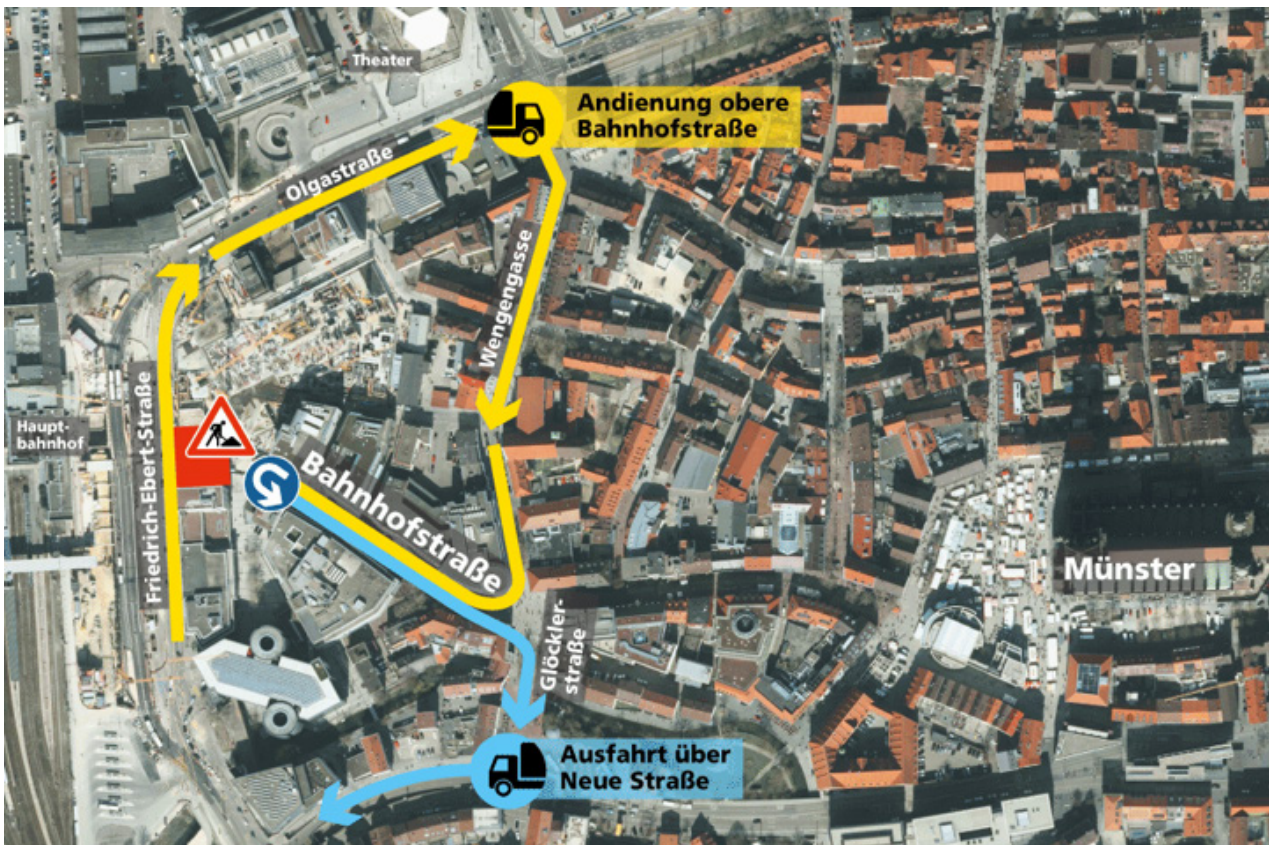 Theater
Andienung obere
Bahnhofstraße
Olgastraße
Wengengasse
Friedrich-Ebert-Straße
Haupt-
bahnhof
Bahnhofstraße
Münster
Glöckler-
straße
Ausfahrt über
Neue Straße